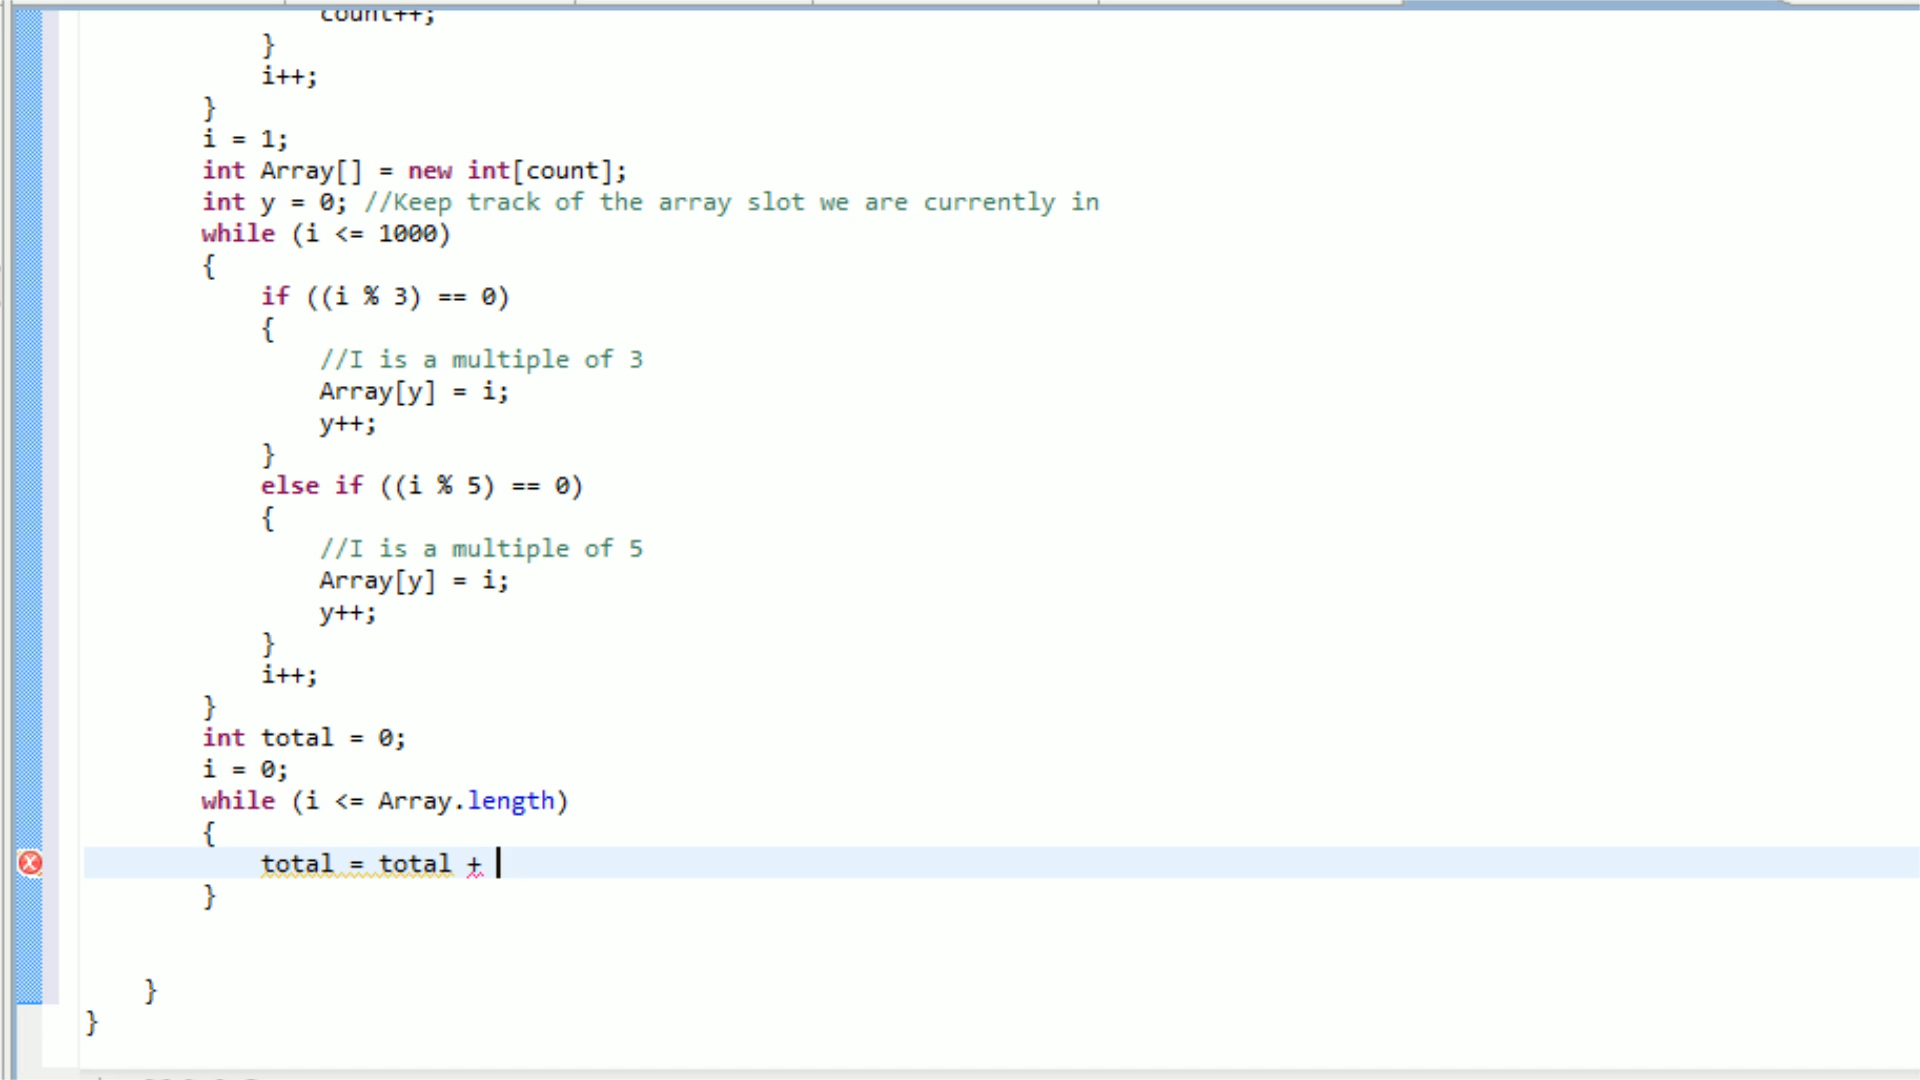 count++;
}
i++;
}
i = 1;
int Array[] = new int[count];
int y = 0; //Keep track of the array slot we are currently in
while (i <= 1000)
{
if ((i % 3) == 0)
{
//I is a multiple of 3
Array[y] = i;
y++;
}
else if ((i % 5) == 0)
{
//I is a multiple of 5
Array[y] = i;
y++;
}
i++;
}
int total = 0;
i = 0;
while (i <= Array.length)
{
total = total +
}
}
}